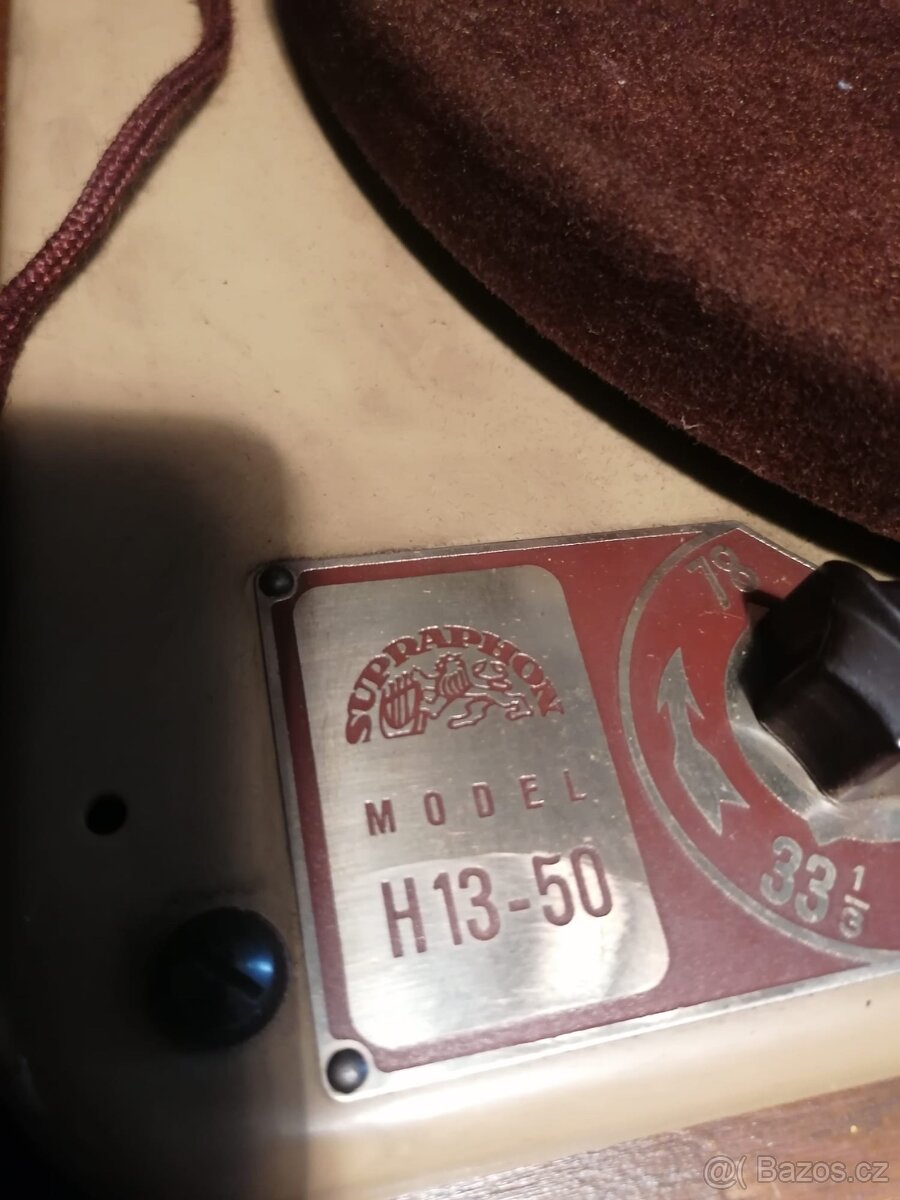 78
SUPRAPHON
MODEL
H13-50
33 1/3
@( Bazos.cz